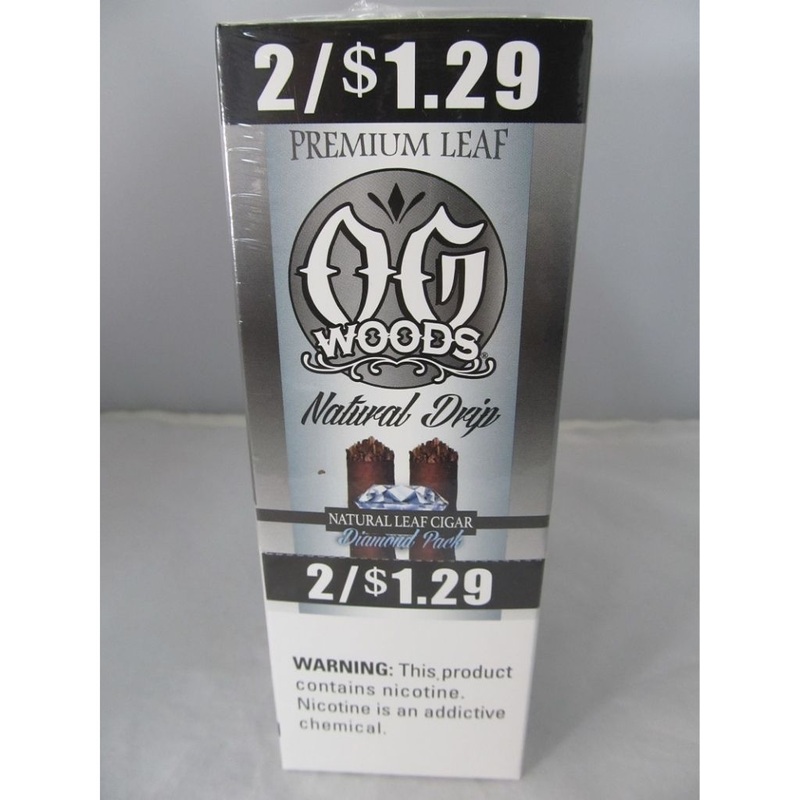 2/$1.29
PREMIUM LEAF
OG
WOODS®
Natural Drip
NATURAL LEAF CIGAR
Diamond Pack
2/$1.29
WARNING: This product
contains nicotine.
Nicotine is an addictive
chemical.